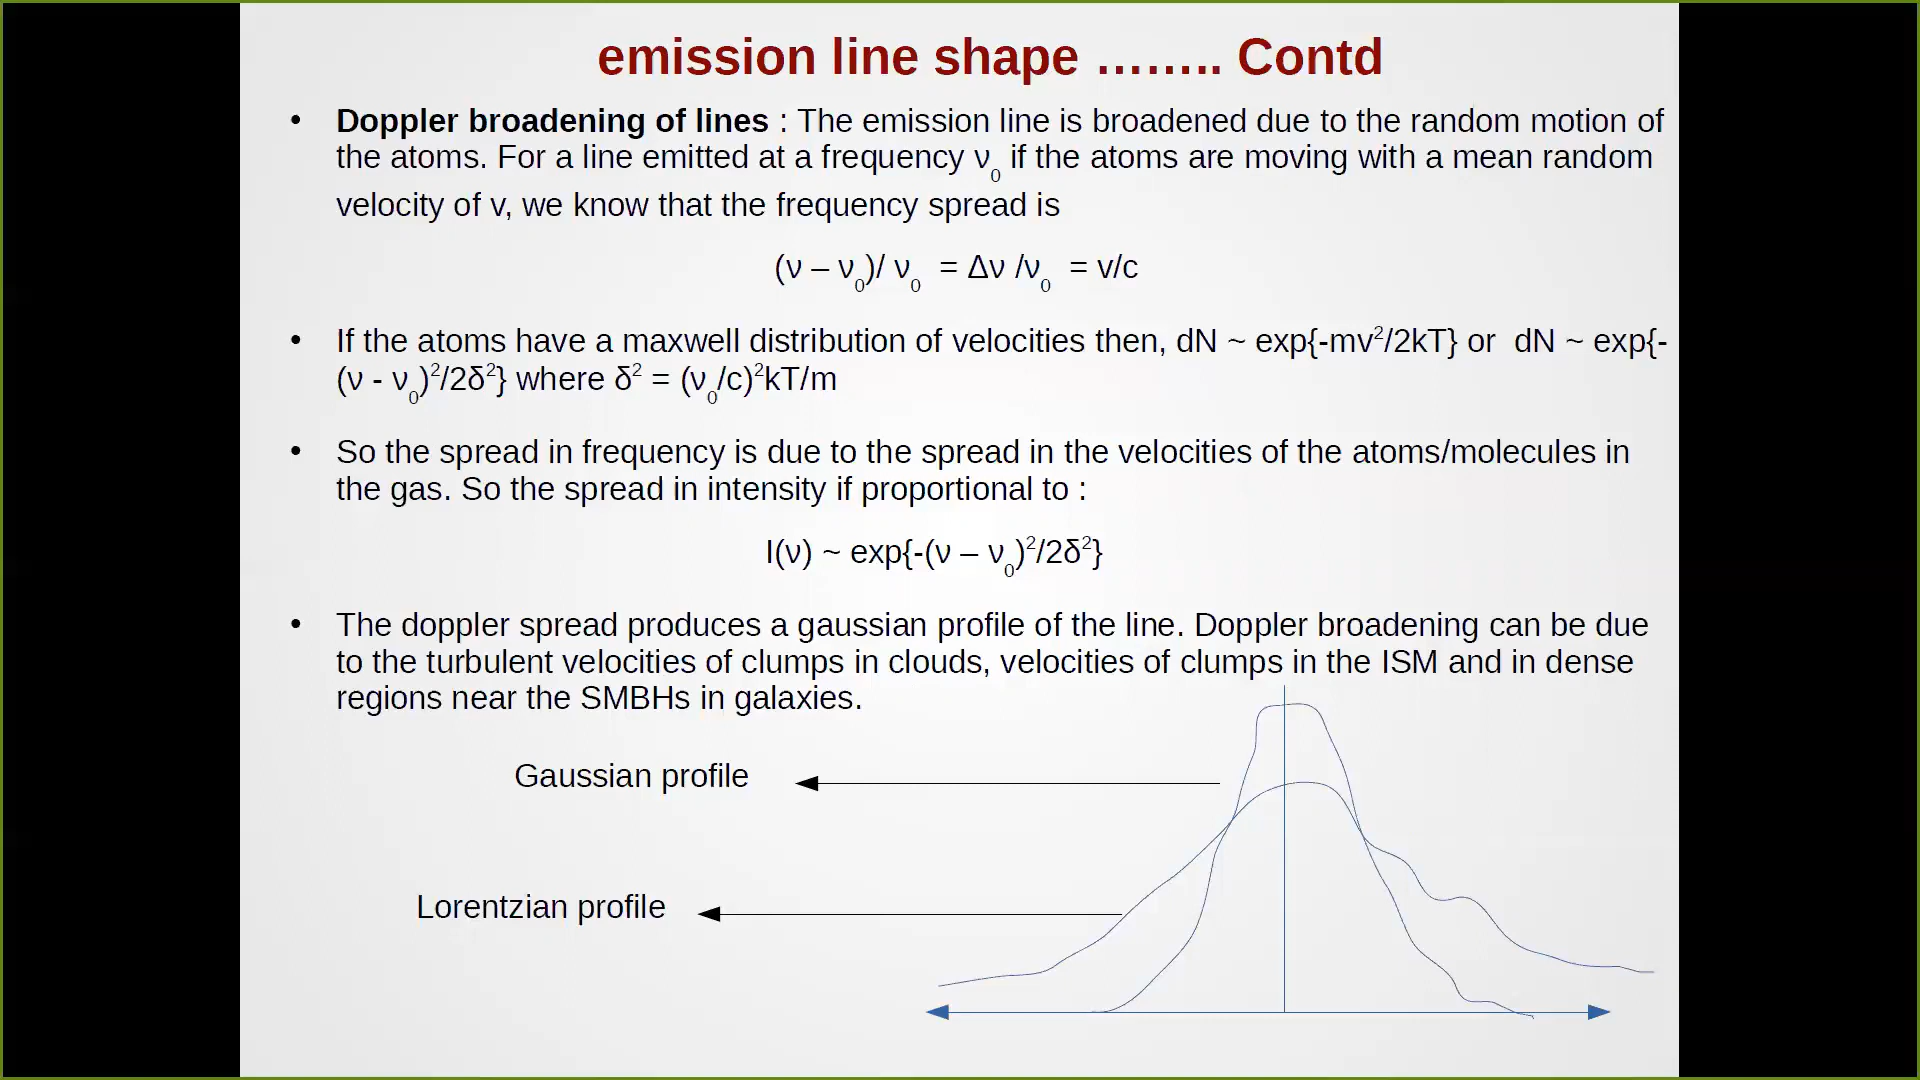 emission line shape …….. Contd
• Doppler broadening of lines : The emission line is broadened due to the random motion of
the atoms. For a line emitted at a frequency ν₀ if the atoms are moving with a mean random
velocity of v, we know that the frequency spread is
(ν – ν₀)/ ν₀ = Δν /ν₀ = v/c
• If the atoms have a maxwell distribution of velocities then, dN ~ exp{-mv²/2kT} or dN ~ exp{-
(ν - ν₀)²/2δ²} where δ² = (ν₀/c)²kT/m
• So the spread in frequency is due to the spread in the velocities of the atoms/molecules in
the gas. So the spread in intensity if proportional to :
I(ν) ~ exp{-(ν – ν₀)²/2δ²}
• The doppler spread produces a gaussian profile of the line. Doppler broadening can be due
to the turbulent velocities of clumps in clouds, velocities of clumps in the ISM and in dense
regions near the SMBHs in galaxies.
Gaussian profile
Lorentzian profile